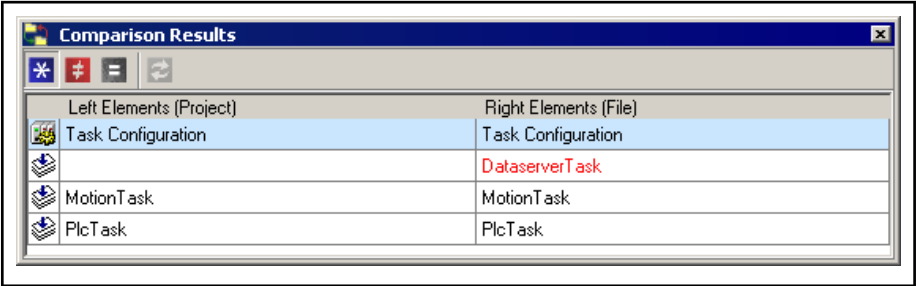 Comparison Results
Left Elements (Project) Right Elements (File)
Task Configuration Task Configuration
DataserverTask
MotionTask MotionTask
PlcTask PlcTask